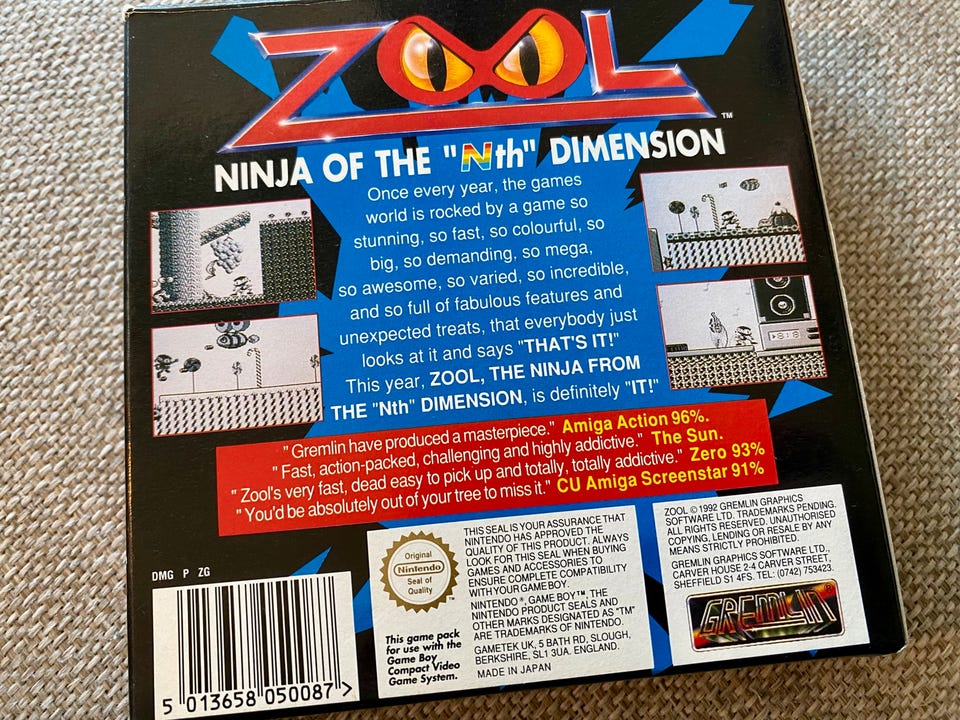 ZOOL
™
NINJA OF THE "Nth" DIMENSION
Once every year, the games
world is rocked by a game so
stunning, so fast, so colourful, so
big, so demanding, so mega,
so awesome, so varied, so incredible,
and so full of fabulous features and
unexpected treats, that everybody just
looks at it and says "THAT'S IT!"
This year, ZOOL, THE NINJA FROM
THE "Nth" DIMENSION, is definitely "IT!"
"Gremlin have produced a masterpiece." Amiga Action 96%.
"Fast, action-packed, challenging and highly addictive." The Sun.
"Zool's very fast, dead easy to pick up and totally, totally addictive." Zero 93%
"You'd be absolutely out of your tree to miss it." CU Amiga Screenstar 91%
DMG P ZG
5 013658 050087 >
Original
Nintendo
Seal of
Quality
This game pack
for use with the
Game Boy
Compact Video
Game System.
THIS SEAL IS YOUR ASSURANCE THAT
NINTENDO HAS APPROVED THE
QUALITY OF THIS PRODUCT. ALWAYS
LOOK FOR THIS SEAL WHEN BUYING
GAMES AND ACCESSORIES TO
ENSURE COMPLETE COMPATIBILITY
WITH YOUR GAME BOY.
NINTENDO®, GAME BOY™, THE
NINTENDO PRODUCT SEALS AND
OTHER MARKS DESIGNATED AS "TM"
ARE TRADEMARKS OF NINTENDO.
GAMETEK UK, 5 BATH RD, SLOUGH,
BERKSHIRE, SL1 3UA. ENGLAND.
MADE IN JAPAN
ZOOL © 1992 GREMLIN GRAPHICS
SOFTWARE LTD. TRADEMARKS PENDING.
ALL RIGHTS RESERVED. UNAUTHORISED
COPYING, LENDING OR RESALE BY ANY
MEANS STRICTLY PROHIBITED.
GREMLIN GRAPHICS SOFTWARE LTD.,
CARVER HOUSE 2-4 CARVER STREET,
SHEFFIELD S1 4FS. TEL: (0742) 753423.
GREMLIN®